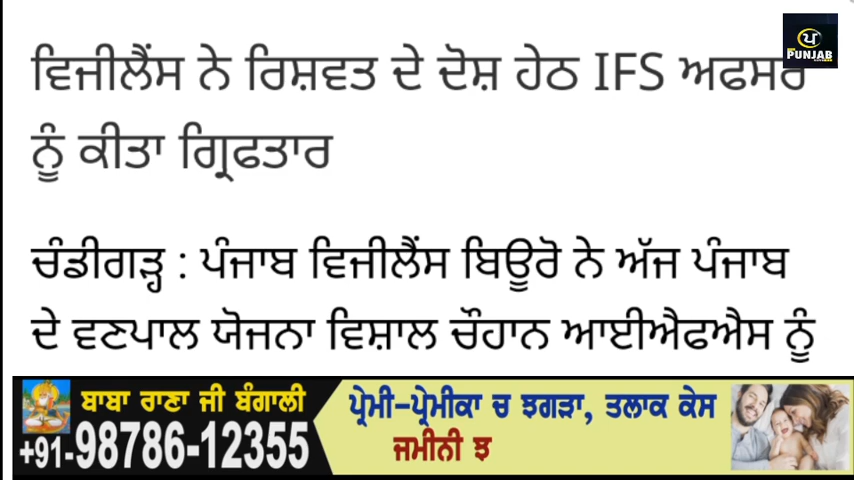 ਪ
PUNJAB
ਵਿਜੀਲੈਂਸ ਨੇ ਰਿਸ਼ਵਤ ਦੇ ਦੋਸ਼ ਹੇਠ IFS ਅਫਸਰ
ਨੂੰ ਕੀਤਾ ਗ੍ਰਿਫਤਾਰ
ਚੰਡੀਗੜ੍ਹ : ਪੰਜਾਬ ਵਿਜੀਲੈਂਸ ਬਿਊਰੋ ਨੇ ਅੱਜ ਪੰਜਾਬ
ਦੇ ਵਣਪਾਲ ਯੋਜਨਾ ਵਿਸ਼ਾਲ ਚੌਹਾਨ ਆਈਐਫਐਸ ਨੂੰ
ਬਾਬਾ ਰਾਣਾ ਜੀ ਬੰਗਾਲੀ
+91-98786-12355
ਪ੍ਰੇਮੀ-ਪ੍ਰੇਮੀਕਾ ਚ ਝਗੜਾ, ਤਲਾਕ ਕੇਸ
ਜਮੀਨੀ ਝ